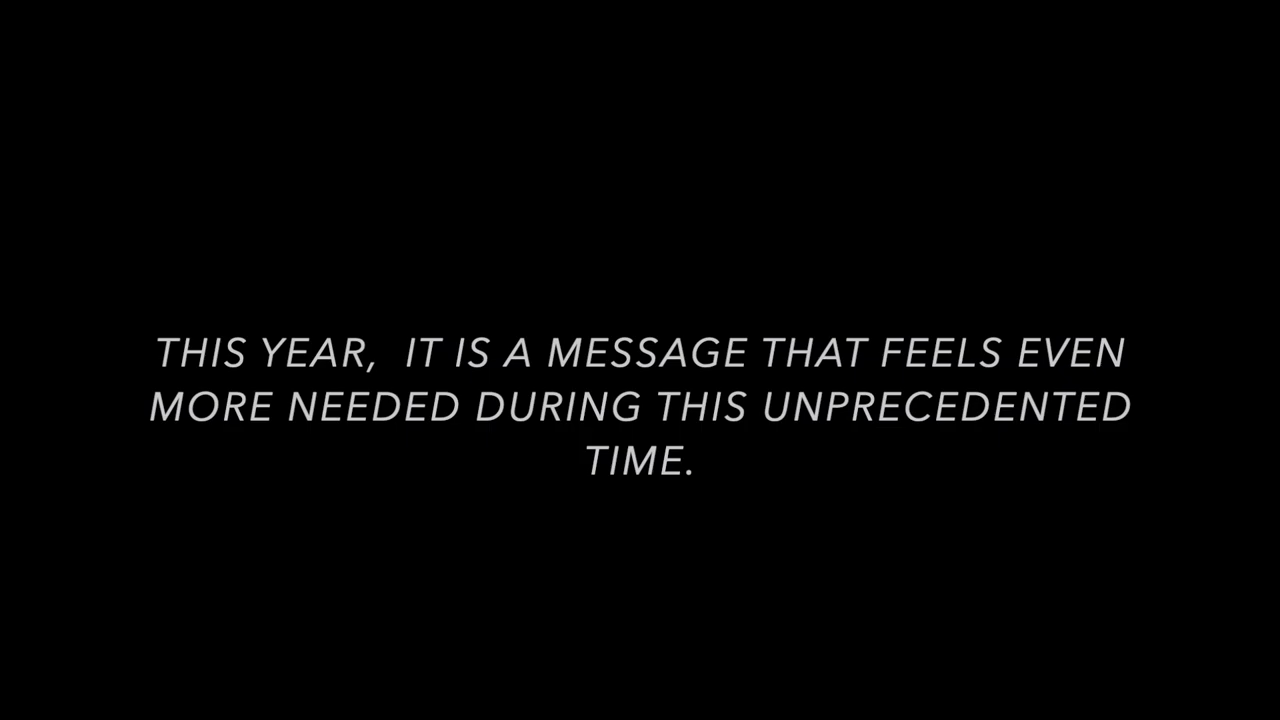 THIS YEAR,  IT IS A MESSAGE THAT FEELS EVEN
MORE NEEDED DURING THIS UNPRECEDENTED
TIME.